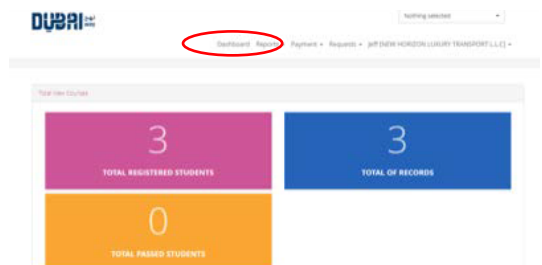 DUBAI
Nothing selected
Dashboard Reports Payment Requests Jeff [NEW HORIZON LUXURY TRANSPORT L.L.C]
Total View Courses
3
TOTAL REGISTERED STUDENTS
3
TOTAL OF RECORDS
0
TOTAL PASSED STUDENTS